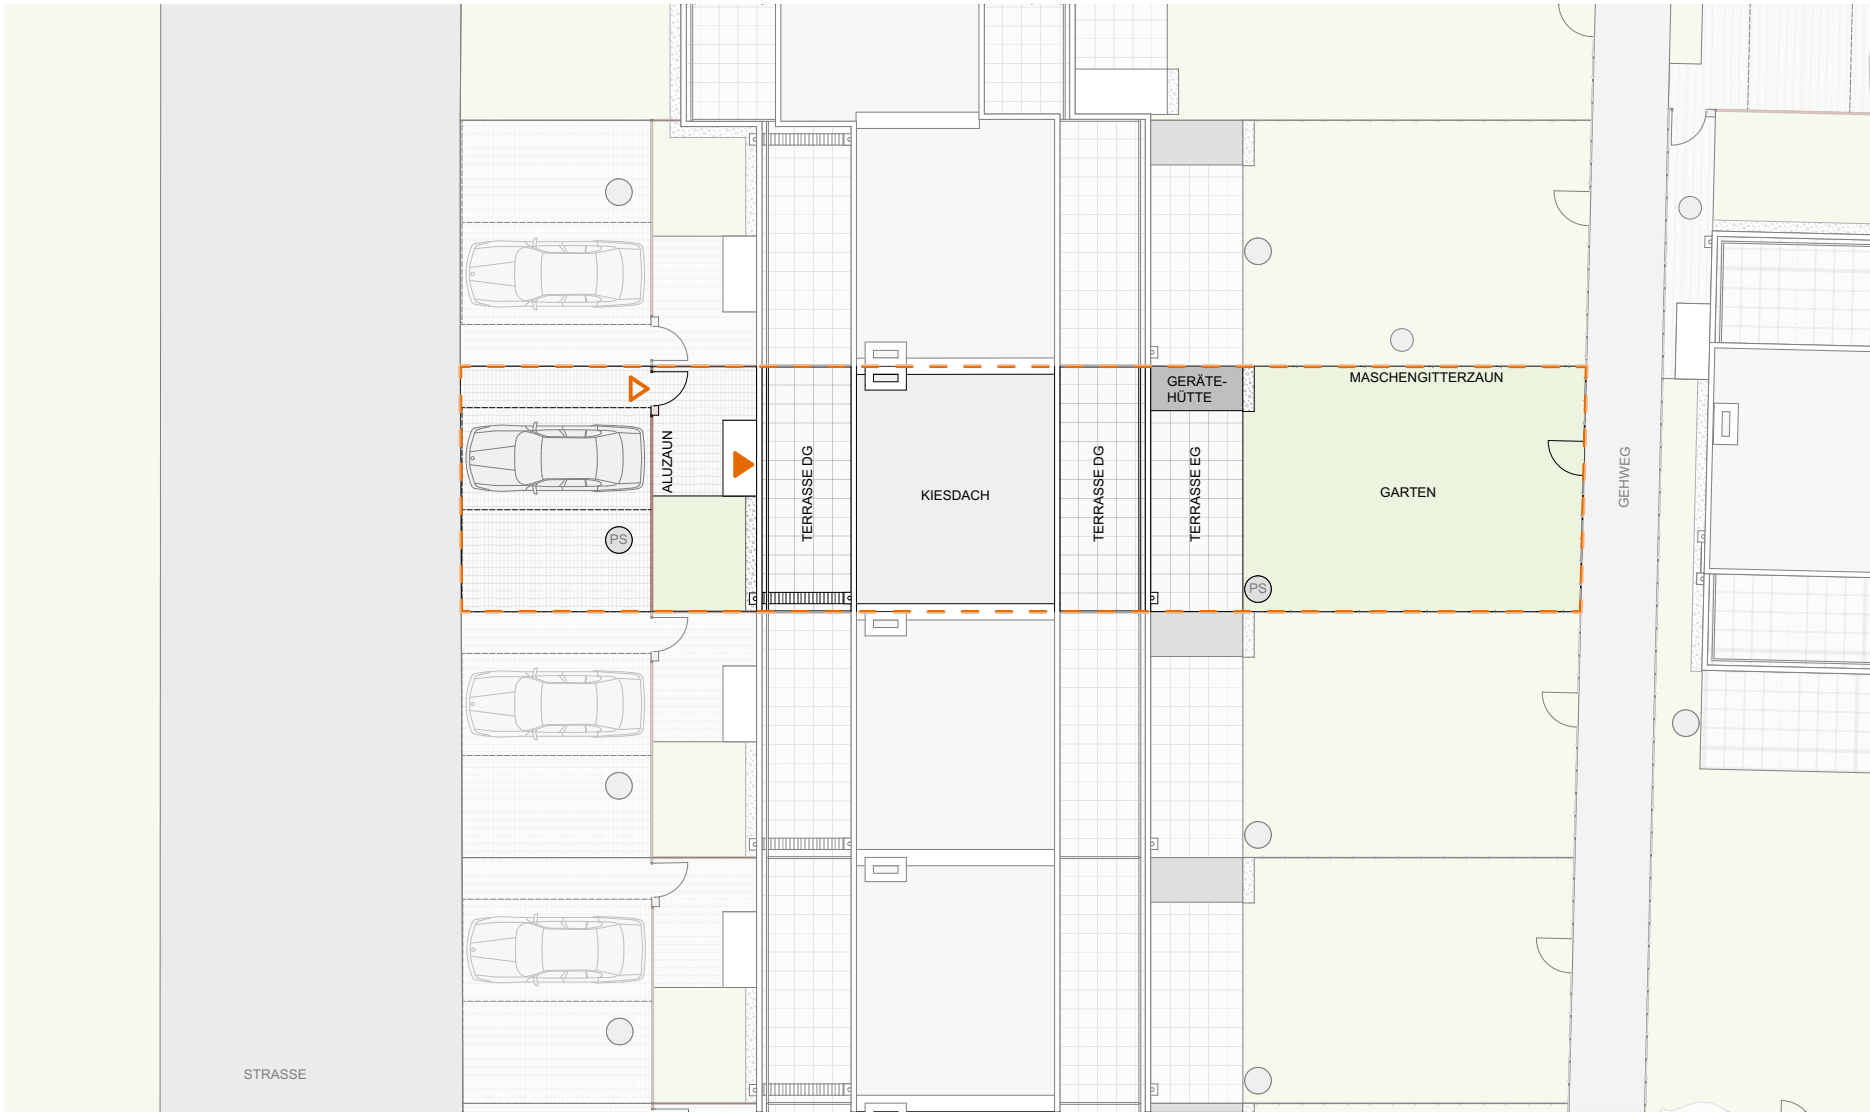 GERÄTE-
HÜTTE
MASCHENGITTERZAUN
ALUZAUN
TERRASSE DG
KIESDACH
TERRASSE DG
TERRASSE EG
GARTEN
GEHWEG
PS
PS
STRASSE